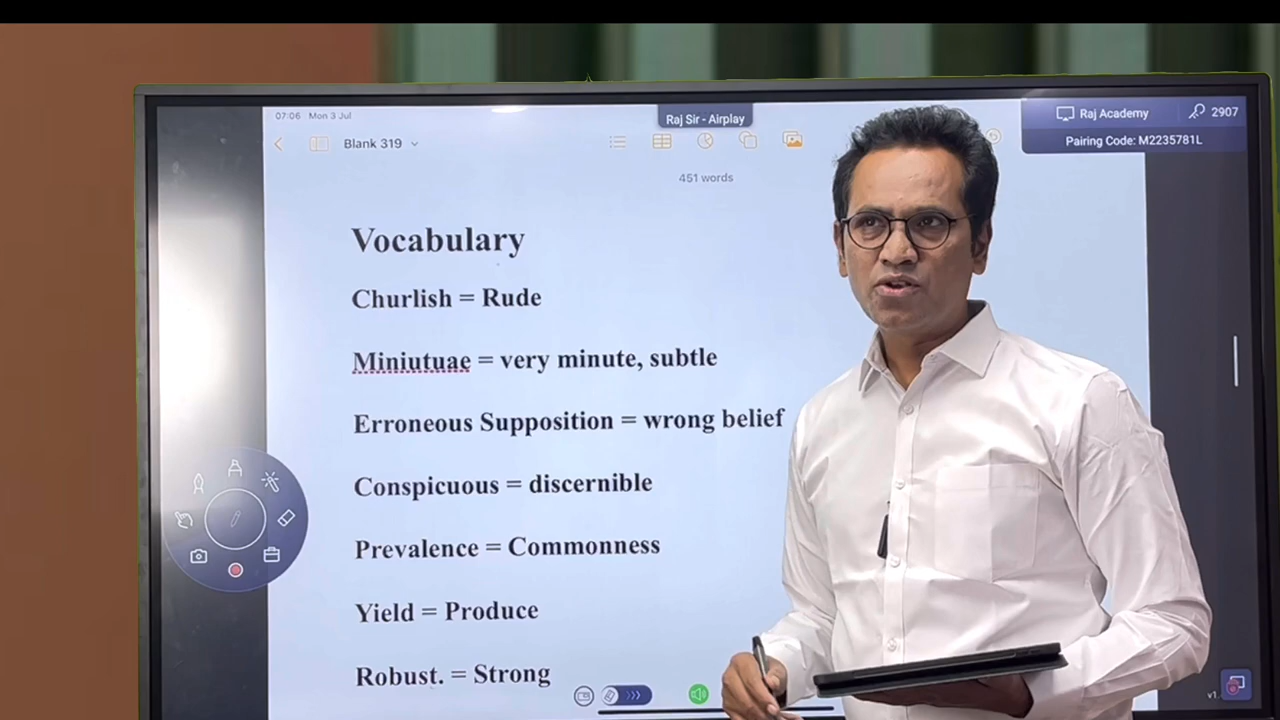 07:06 Mon 3 Jul
Raj Sir - Airplay
Raj Academy
2907
Pairing Code: M2235781L
Blank 319
451 words
Vocabulary
Churlish = Rude
Miniutuae = very minute, subtle
Erroneous Supposition = wrong belief
Conspicuous = discernible
Prevalence = Commonness
Yield = Produce
Robust. = Strong